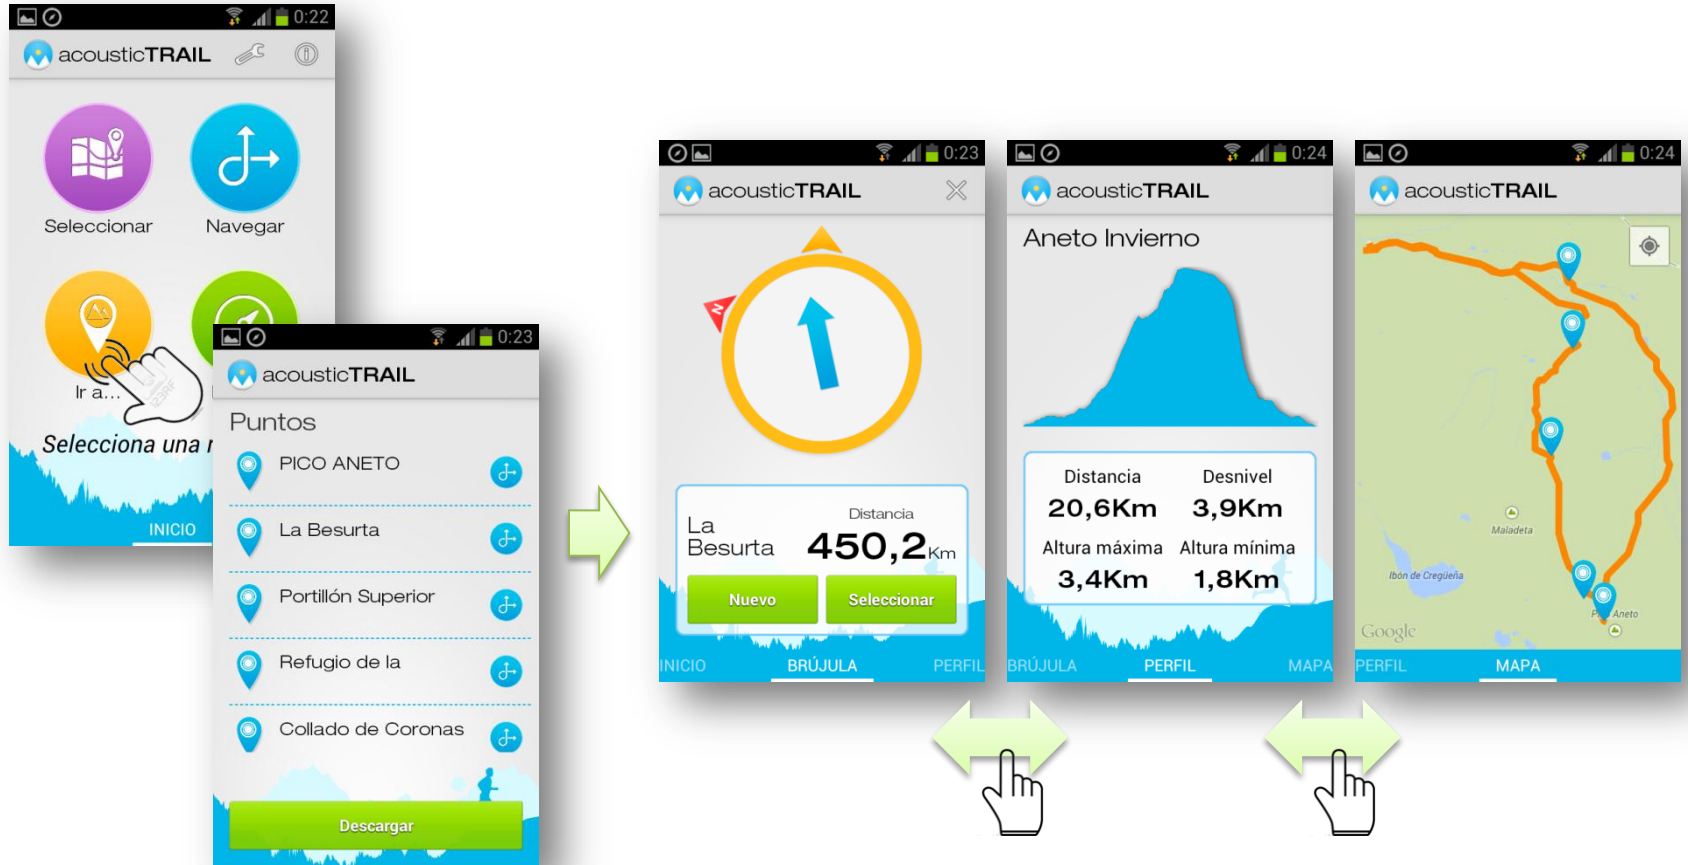 0:22
acousticTRAIL
Seleccionar
Navegar
Ir a...
123RF
Selecciona una
INICIO
0:23
acousticTRAIL
Puntos
PICO ANETO
La Besurta
Portillón Superior
Refugio de la
Collado de Coronas
Descargar
0:23
acousticTRAIL
N
La
Besurta
Distancia
450,2Km
Nuevo
Seleccionar
INICIO
BRÚJULA
PERFIL
0:24
acousticTRAIL
Aneto Invierno
Distancia
Desnivel
20,6Km
3,9Km
Altura máxima
Altura mínima
3,4Km
1,8Km
BRÚJULA
PERFIL
MAPA
0:24
acousticTRAIL
Maladeta
Ibón de Cregüeña
Aneto
Google
PERFIL
MAPA